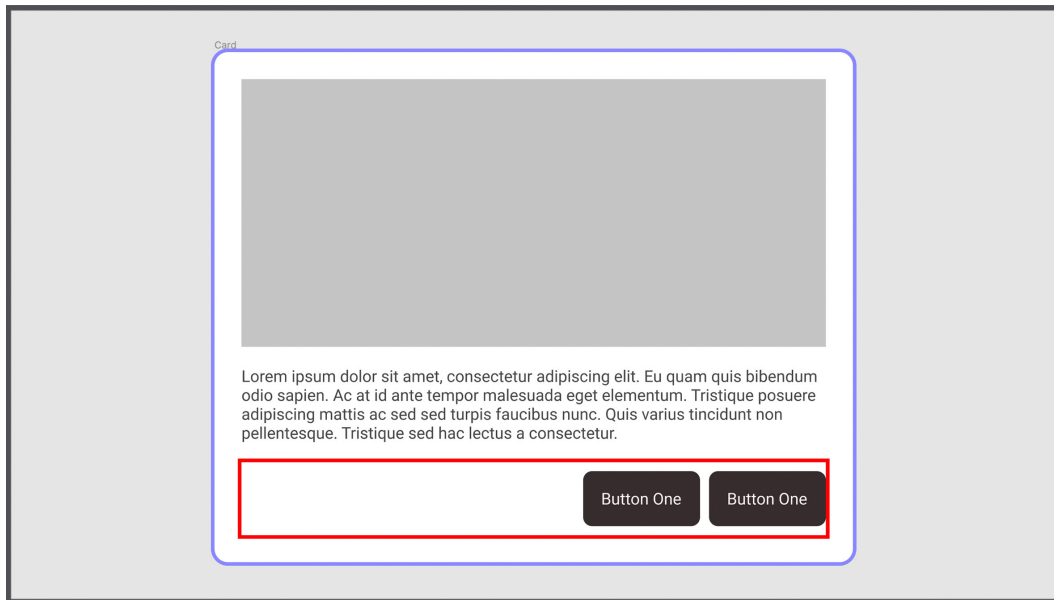 Card
Lorem ipsum dolor sit amet, consectetur adipiscing elit. Eu quam quis bibendum
odio sapien. Ac at id ante tempor malesuada eget elementum. Tristique posuere
adipiscing mattis ac sed sed turpis faucibus nunc. Quis varius tincidunt non
pellentesque. Tristique sed hac lectus a consectetur.
Button One Button One